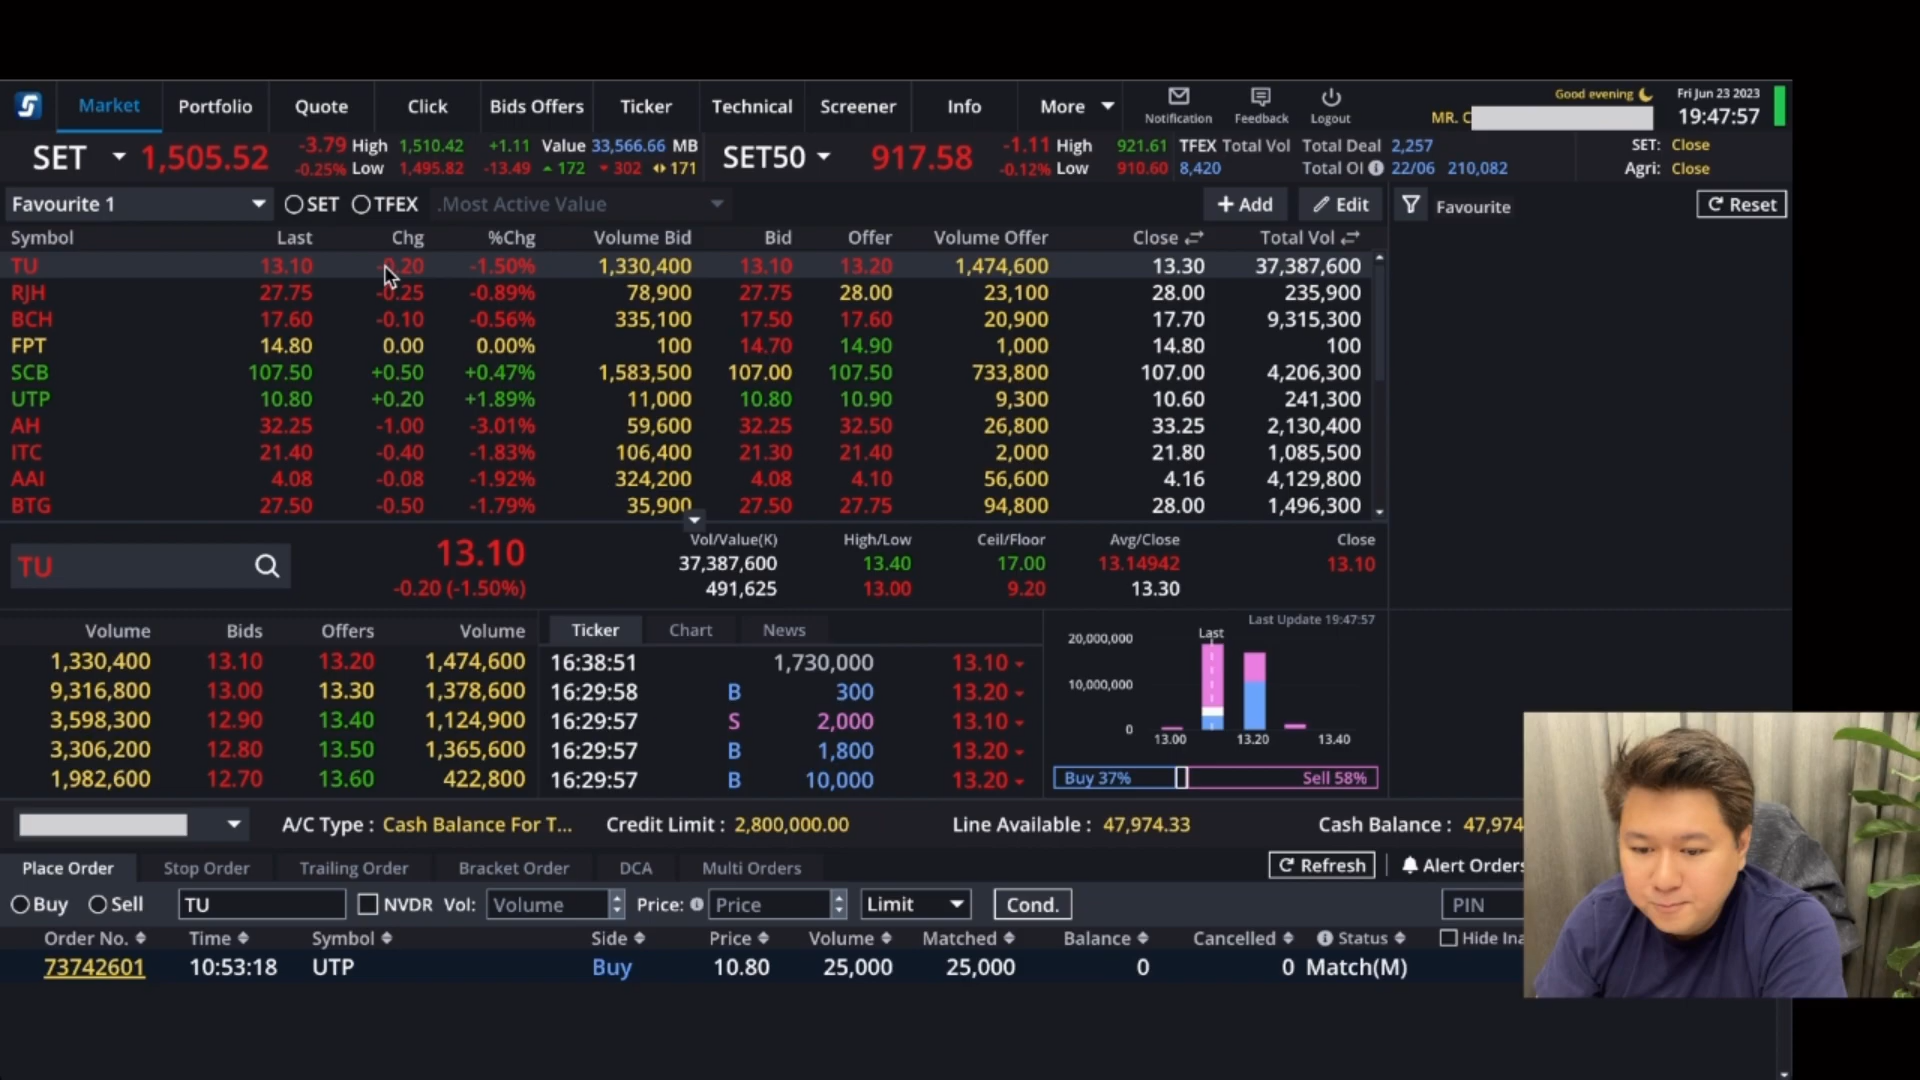 Market Portfolio Quote Click Bids Offers Ticker Technical Screener Info More Notification Feedback Logout Good evening Fri Jun 23 2023
MR. C 19:47:57
SET 1,505.52 -3.79 High 1,510.42 +1.11 Value 33,566.66 MB SET50 917.58 -1.11 High 921.61 TFEX Total Vol Total Deal 2,257 SET: Close
-0.25% Low 1,495.82 -13.49 172 302 171 -0.12% Low 910.60 8,420 Total OI 22/06 210,082 Agri: Close
Favourite 1 SET TFEX .Most Active Value + Add Edit Favourite Reset
Symbol Last Chg %Chg Volume Bid Bid Offer Volume Offer Close Total Vol
TU 13.10 -0.20 -1.50% 1,330,400 13.10 13.20 1,474,600 13.30 37,387,600
RJH 27.75 -0.25 -0.89% 78,900 27.75 28.00 23,100 28.00 235,900
BCH 17.60 -0.10 -0.56% 335,100 17.50 17.60 20,900 17.70 9,315,300
FPT 14.80 0.00 0.00% 100 14.70 14.90 1,000 14.80 100
SCB 107.50 +0.50 +0.47% 1,583,500 107.00 107.50 733,800 107.00 4,206,300
UTP 10.80 +0.20 +1.89% 11,000 10.80 10.90 9,300 10.60 241,300
AH 32.25 -1.00 -3.01% 59,600 32.25 32.50 26,800 33.25 2,130,400
ITC 21.40 -0.40 -1.83% 106,400 21.30 21.40 2,000 21.80 1,085,500
AAI 4.08 -0.08 -1.92% 324,200 4.08 4.10 56,600 4.16 4,129,800
BTG 27.50 -0.50 -1.79% 35,900 27.50 27.75 94,800 28.00 1,496,300
TU 13.10 Vol/Value(K) High/Low Ceil/Floor Avg/Close Close
37,387,600 13.40 17.00 13.14942 13.10
-0.20 (-1.50%) 491,625 13.00 9.20 13.30
Volume Bids Offers Volume Ticker Chart News Last Update 19:47:57
1,330,400 13.10 13.20 1,474,600 16:38:51 1,730,000 13.10
9,316,800 13.00 13.30 1,378,600 16:29:58 B 300 13.20
3,598,300 12.90 13.40 1,124,900 16:29:57 S 2,000 13.10
3,306,200 12.80 13.50 1,365,600 16:29:57 B 1,800 13.20
1,982,600 12.70 13.60 422,800 16:29:57 B 10,000 13.20
Last
20,000,000
10,000,000
0
13.00 13.20 13.40
Buy 37% Sell 58%
A/C Type : Cash Balance For T... Credit Limit : 2,800,000.00 Line Available : 47,974.33 Cash Balance : 47,974
Place Order Stop Order Trailing Order Bracket Order DCA Multi Orders Refresh Alert Orders
Buy Sell TU NVDR Vol: Volume Price: Price Limit Cond. PIN
Order No. Time Symbol Side Price Volume Matched Balance Cancelled Status Hide Ina
73742601 10:53:18 UTP Buy 10.80 25,000 25,000 0 0 Match(M)